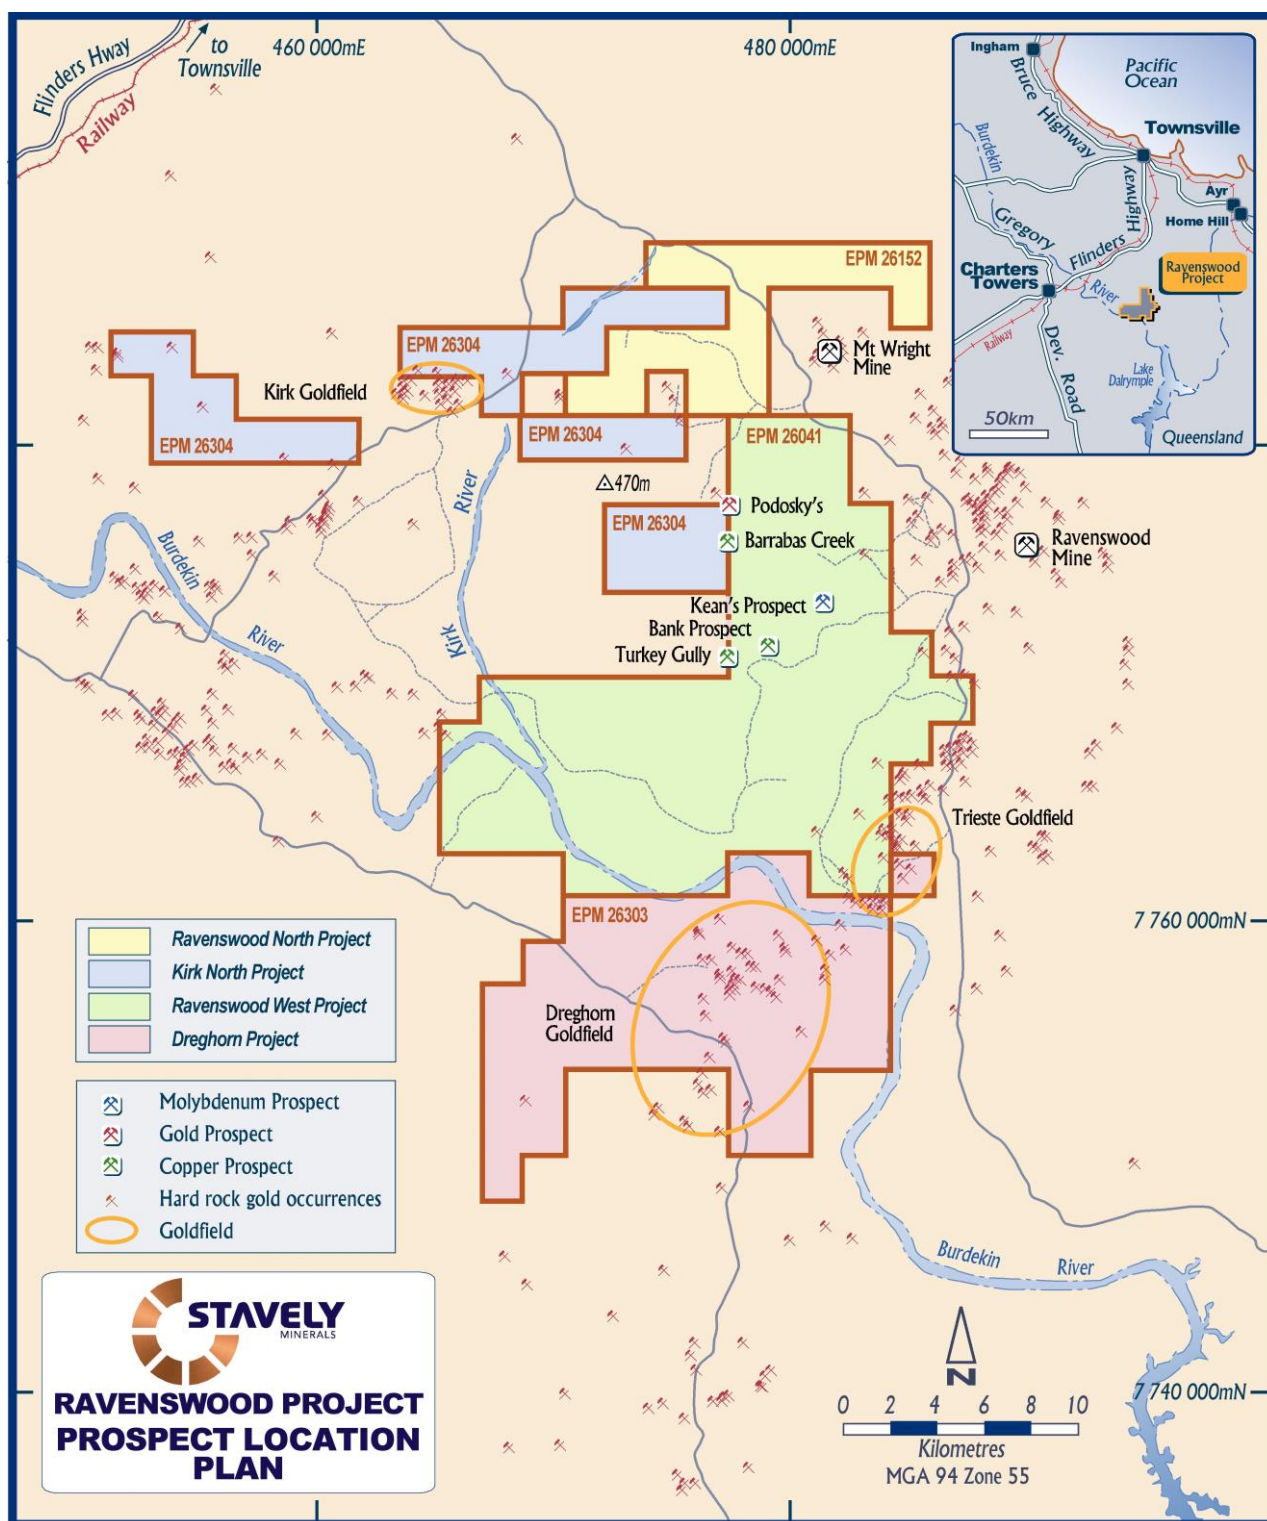 Flinders Hwy
Railway
to
Townsville
460 000mE
480 000mE
Ingham
Bruce
Highway
Pacific
Ocean
Townsville
Burdekin
Highway
Ayr
Home Hill
Gregory
Flinders
Charters
Towers
River
Ravenswood
Project
Railway
Dev. Road
Lake
Dalrymple
50km
Queensland
EPM 26152
EPM 26304
Kirk Goldfield
Mt Wright
Mine
EPM 26304
EPM 26304
EPM 26041
River
470m
Podosky's
EPM 26304
Barrabas Creek
Ravenswood
Mine
Burdekin
River
Kirk
Kean's Prospect
Bank Prospect
Turkey Gully
Trieste Goldfield
EPM 26303
7 760 000mN
Ravenswood North Project
Kirk North Project
Ravenswood West Project
Dreghorn Project
Dreghorn
Goldfield
Molybdenum Prospect
Gold Prospect
Copper Prospect
Hard rock gold occurrences
Goldfield
Burdekin
River
STAVELY
MINERALS
RAVENSWOOD PROJECT
PROSPECT LOCATION
PLAN
N
7 740 000mN
0 2 4 6 8 10
Kilometres
MGA 94 Zone 55